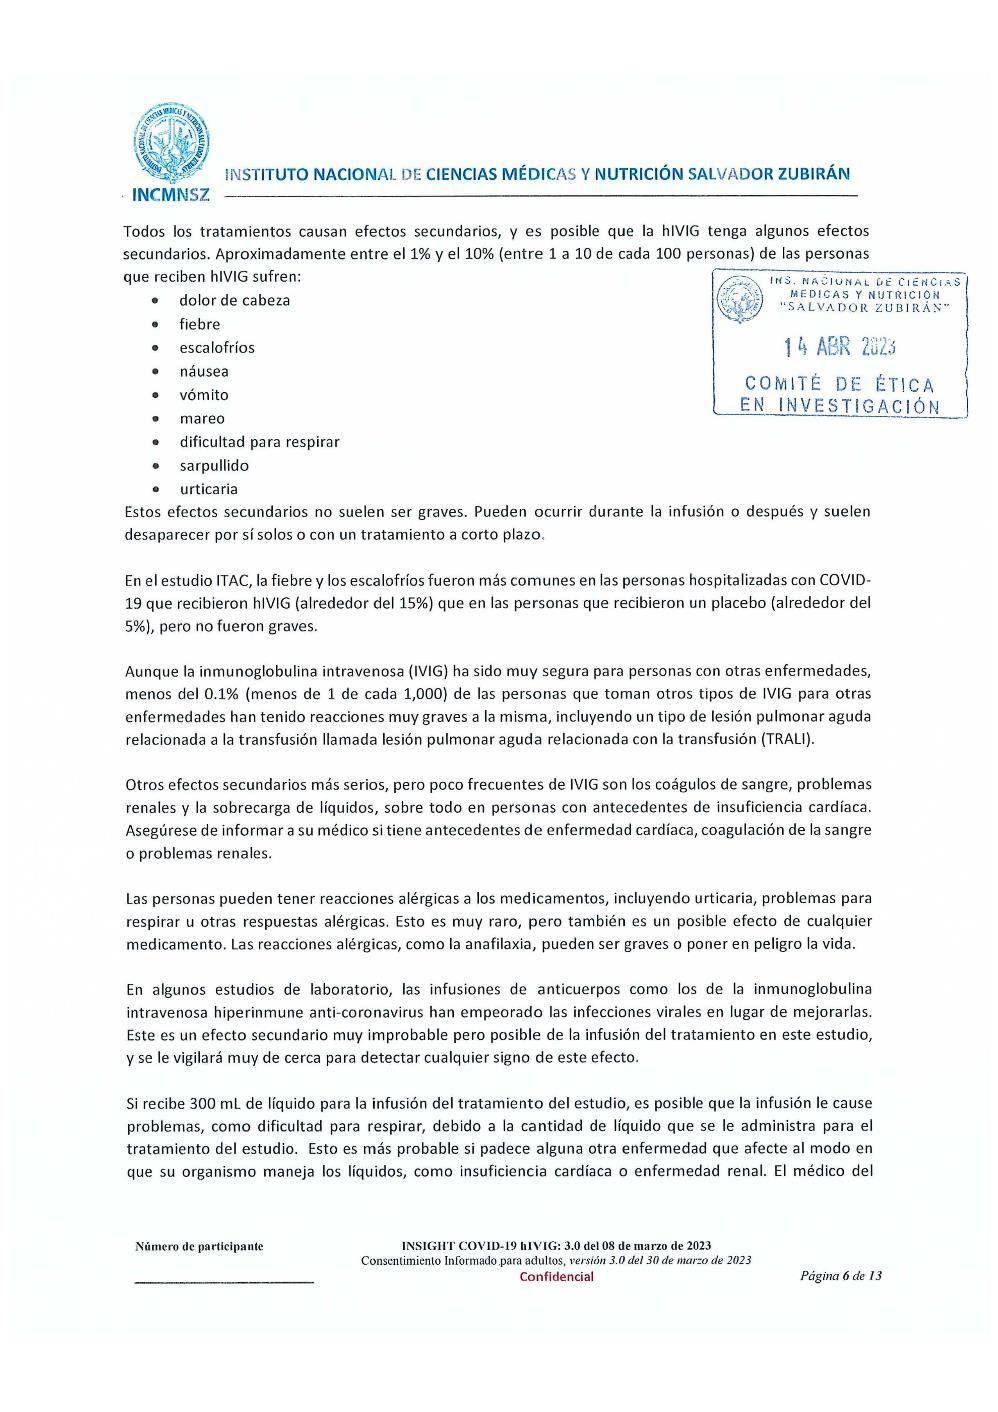 INCMNSZ
INSTITUTO NACIONAL DE CIENCIAS MÉDICAS Y NUTRICIÓN SALVADOR ZUBIRÁN
Todos los tratamientos causan efectos secundarios, y es posible que la hIVIG tenga algunos efectos
secundarios. Aproximadamente entre el 1% y el 10% (entre 1 a 10 de cada 100 personas) de las personas
que reciben hIVIG sufren:
• dolor de cabeza
• fiebre
• escalofríos
• náusea
• vómito
• mareo
• dificultad para respirar
• sarpullido
• urticaria
INS. NACIONAL DE CIENCIAS
MEDICAS Y NUTRICIÓN
"SALVADOR ZUBIRÁN"
14 ABR 2023
COMITÉ DE ÉTICA
EN INVESTIGACIÓN
Estos efectos secundarios no suelen ser graves. Pueden ocurrir durante la infusión o después y suelen
desaparecer por sí solos o con un tratamiento a corto plazo.
En el estudio ITAC, la fiebre y los escalofríos fueron más comunes en las personas hospitalizadas con COVID-
19 que recibieron hIVIG (alrededor del 15%) que en las personas que recibieron un placebo (alrededor del
5%), pero no fueron graves.
Aunque la inmunoglobulina intravenosa (IVIG) ha sido muy segura para personas con otras enfermedades,
menos del 0.1% (menos de 1 de cada 1,000) de las personas que toman otros tipos de IVIG para otras
enfermedades han tenido reacciones muy graves a la misma, incluyendo un tipo de lesión pulmonar aguda
relacionada a la transfusión llamada lesión pulmonar aguda relacionada con la transfusión (TRALI).
Otros efectos secundarios más serios, pero poco frecuentes de IVIG son los coágulos de sangre, problemas
renales y la sobrecarga de líquidos, sobre todo en personas con antecedentes de insuficiencia cardíaca.
Asegúrese de informar a su médico si tiene antecedentes de enfermedad cardíaca, coagulación de la sangre
o problemas renales.
Las personas pueden tener reacciones alérgicas a los medicamentos, incluyendo urticaria, problemas para
respirar u otras respuestas alérgicas. Esto es muy raro, pero también es un posible efecto de cualquier
medicamento. Las reacciones alérgicas, como la anafilaxia, pueden ser graves o poner en peligro la vida.
En algunos estudios de laboratorio, las infusiones de anticuerpos como los de la inmunoglobulina
intravenosa hiperinmune anti-coronavirus han empeorado las infecciones virales en lugar de mejorarlas.
Este es un efecto secundario muy improbable pero posible de la infusión del tratamiento en este estudio,
y se le vigilará muy de cerca para detectar cualquier signo de este efecto.
Si recibe 300 mL de líquido para la infusión del tratamiento del estudio, es posible que la infusión le cause
problemas, como dificultad para respirar, debido a la cantidad de líquido que se le administra para el
tratamiento del estudio. Esto es más probable si padece alguna otra enfermedad que afecte al modo en
que su organismo maneja los líquidos, como insuficiencia cardíaca o enfermedad renal. El médico del
Número de participante
INSIGHT COVID-19 hIVIG: 3.0 del 08 de marzo de 2023
Consentimiento Informado para adultos, versión 3.0 del 30 de marzo de 2023
Confidencial
Página 6 de 13